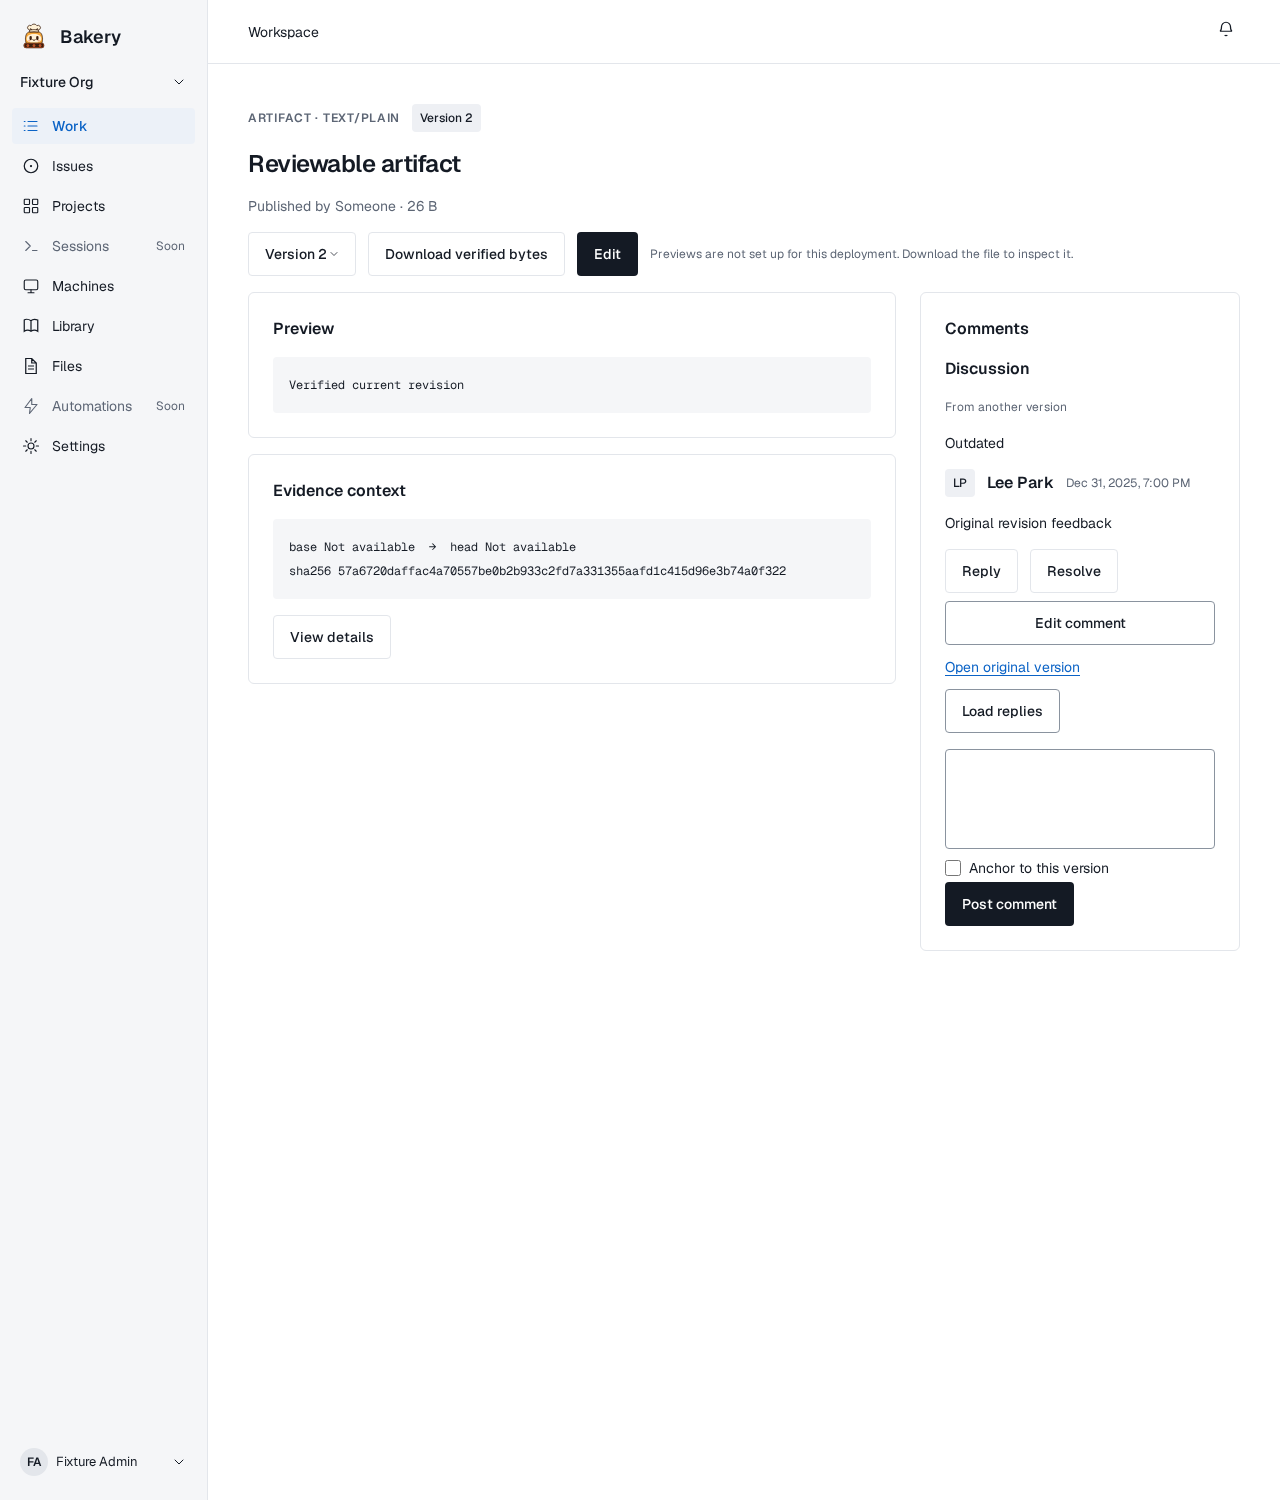 Bakery
Fixture Org
Work
Issues
Projects
Sessions Soon
Machines
Library
Files
Automations Soon
Settings
FA Fixture Admin
Workspace
ARTIFACT · TEXT/PLAIN Version 2
Reviewable artifact
Published by Someone · 26 B
Version 2 Download verified bytes Edit Previews are not set up for this deployment. Download the file to inspect it.
Preview
Verified current revision
Evidence context
base Not available → head Not available
sha256 57a6720daffac4a70557be0b2b933c2fd7a331355aafd1c415d96e3b74a0f322
View details
Comments
Discussion
From another version
Outdated
LP Lee Park Dec 31, 2025, 7:00 PM
Original revision feedback
Reply Resolve
Edit comment
Open original version
Load replies
Anchor to this version
Post comment